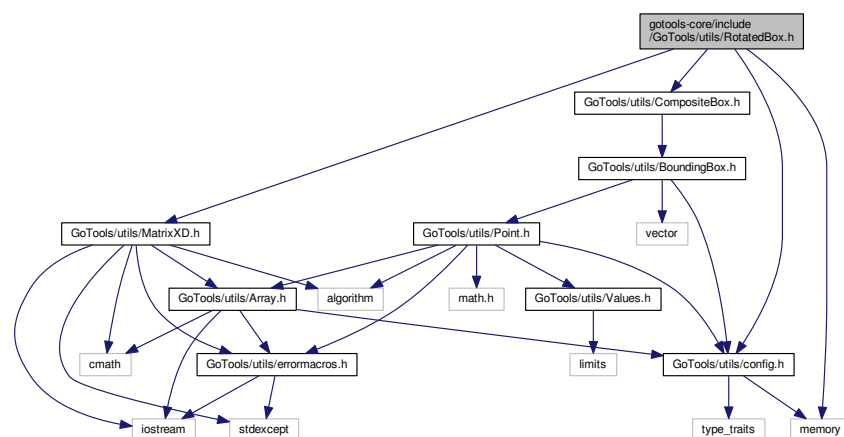 gotools-core/include
/GoTools/utils/RotatedBox.h
GoTools/utils/CompositeBox.h
GoTools/utils/BoundingBox.h
GoTools/utils/MatrixXD.h
GoTools/utils/Point.h
vector
GoTools/utils/Array.h
algorithm
math.h
GoTools/utils/Values.h
cmath
GoTools/utils/errormacros.h
limits
GoTools/utils/config.h
iostream
stdexcept
type_traits
memory